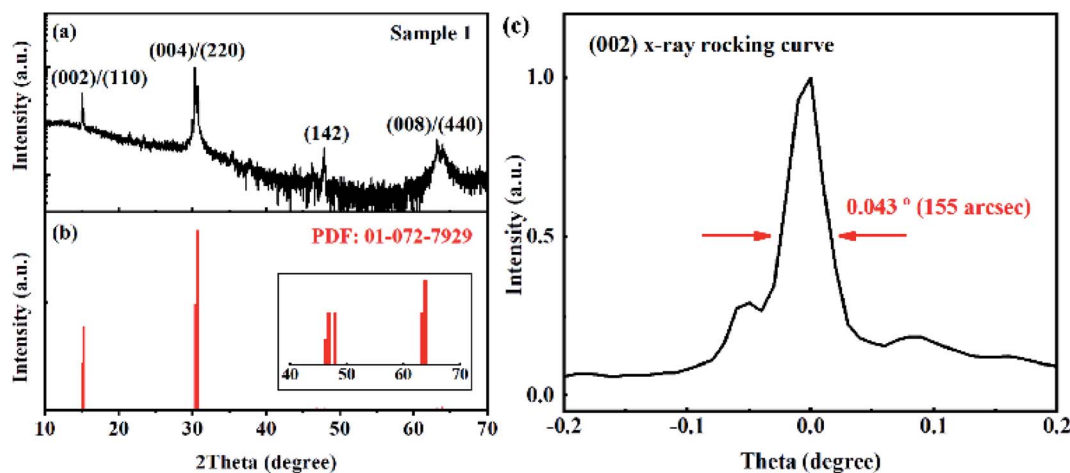 (a)
Sample 1
(002)/(110)
(004)/(220)
(142)
(008)/(440)
Intensity (a.u.)
(b)
PDF: 01-072-7929
Intensity (a.u.)
40 50 60 70
10 20 30 40 50 60 70
2Theta (degree)
(c)
(002) x-ray rocking curve
0.043 ° (155 arcsec)
Intensity (a.u.)
1.0
0.5
0.0
-0.2 -0.1 0.0 0.1 0.2
Theta (degree)